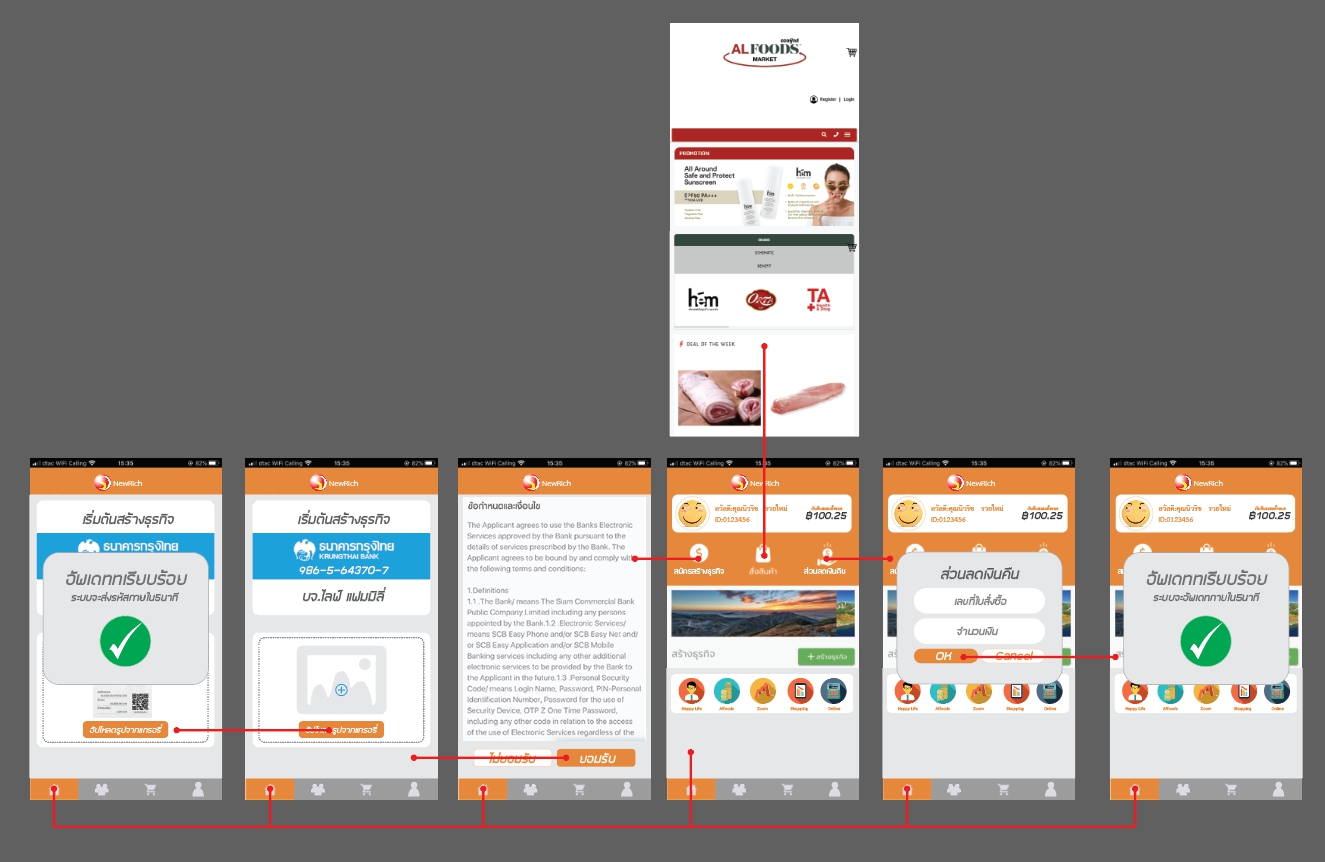 ออลฟู้ดส์
ALFOODS
MARKET
Register | Login
PROMOTION
All Around
Safe and Protect
Sunscreen
hem
SPF50 PA+++
BRAND
BENEFIT
hem
TA
Health
& Drug
DEAL OF THE WEEK
dtac WiFi Calling 15:35 82%
NewRich
เริ่มต้นสร้างธุรกิจ
ธนาคารกรุงไทย
อัพเดททเรียบร้อย
ระบบจะส่งรหัสภายใน5นาที
อัปโหลดรูปจากแกรอรี่
dtac WiFi Calling 15:35 82%
NewRich
เริ่มต้นสร้างธุรกิจ
ธนาคารกรุงไทย
KRUNGTHAI BANK
986-5-64370-7
บจ.ไลฟ์ แฟมมิลี่
รูปจากแกรอรี่
dtac WiFi Calling 15:35 82%
NewRich
ข้อกำหนดและเงื่อนไข
The Applicant agrees to use the Banks Electronic
Services approved by the Bank pursuant to the
details of services prescribed by the Bank. The
Applicant agrees to be bound by and comply with
the following terms and conditions:
1.Definitions
1.1 .The Bank/ means The Siam Commercial Bank
Public Company Limited including any persons
appointed by the Bank.1.2 .Electronic Services/
means SCB Easy Phone and/or SCB Easy Net and/
or SCB Easy Application and/or SCB Mobile
Banking services including any other additional
electronic services to be provided by the Bank to
the Applicant in the future.1.3 .Personal Security
Code/ means Login Name, Password, PIN-Personal
Identification Number, Password for the use of
Security Device, OTP Z One Time Password,
including any other code in relation to the access
of the use of Electronic Services regardless of the
ไม่ยอมรับ ยอมรับ
dtac WiFi Calling 15:35 82%
NewRich
สวัสดีคุณนิวริช รวยใหม่
ID:0123456
฿100.25
สมัครสร้างธุรกิจ สั่งสินค้า ส่วนลดเงินคืน
สร้างธุรกิจ + สร้างธุรกิจ
Happy Life Alfoods Zoom Shopping Online
dtac WiFi Calling 15:35 82%
NewRich
สวัสดีคุณนิวริช รวยใหม่
ID:0123456
฿100.25
ส่วนลดเงินคืน
เลขที่ใบสั่งซื้อ
จำนวนเงิน
OK Cancel
Happy Life Alfoods Zoom Shopping Online
dtac WiFi Calling 15:35 82%
NewRich
สวัสดีคุณนิวริช รวยใหม่
ID:0123456
฿100.25
อัพเดททเรียบร้อย
ระบบจะอัพเดทภายใน5นาที
Happy Life Alfoods Zoom Shopping Online